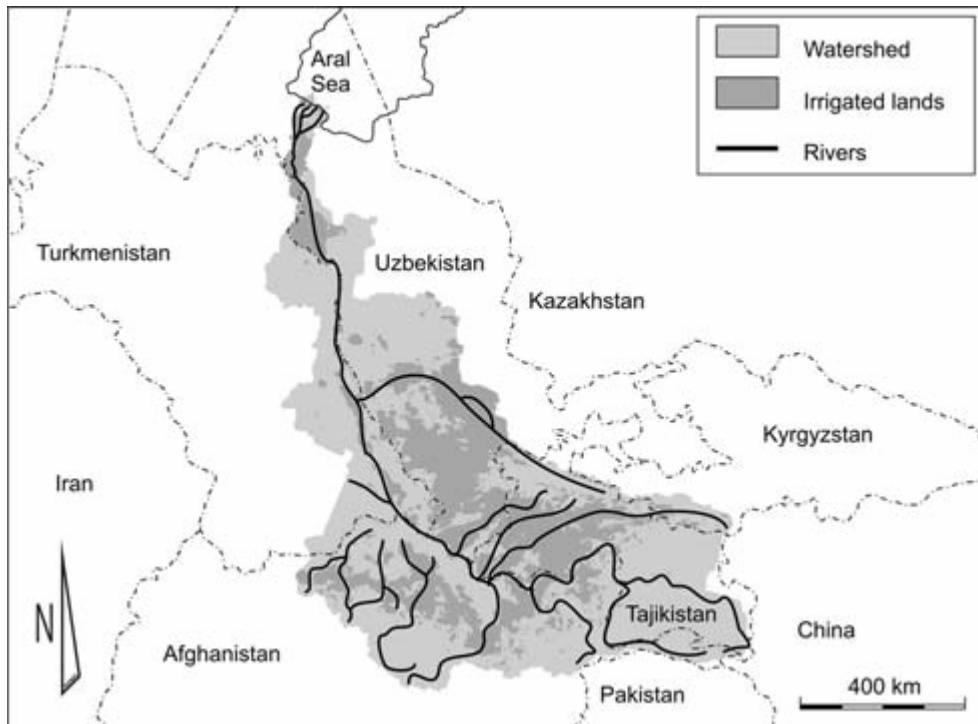 Aral
Sea
Watershed
Irrigated lands
Rivers
Turkmenistan
Uzbekistan
Kazakhstan
Kyrgyzstan
Iran
N
Tajikistan
China
Afghanistan
Pakistan
400 km